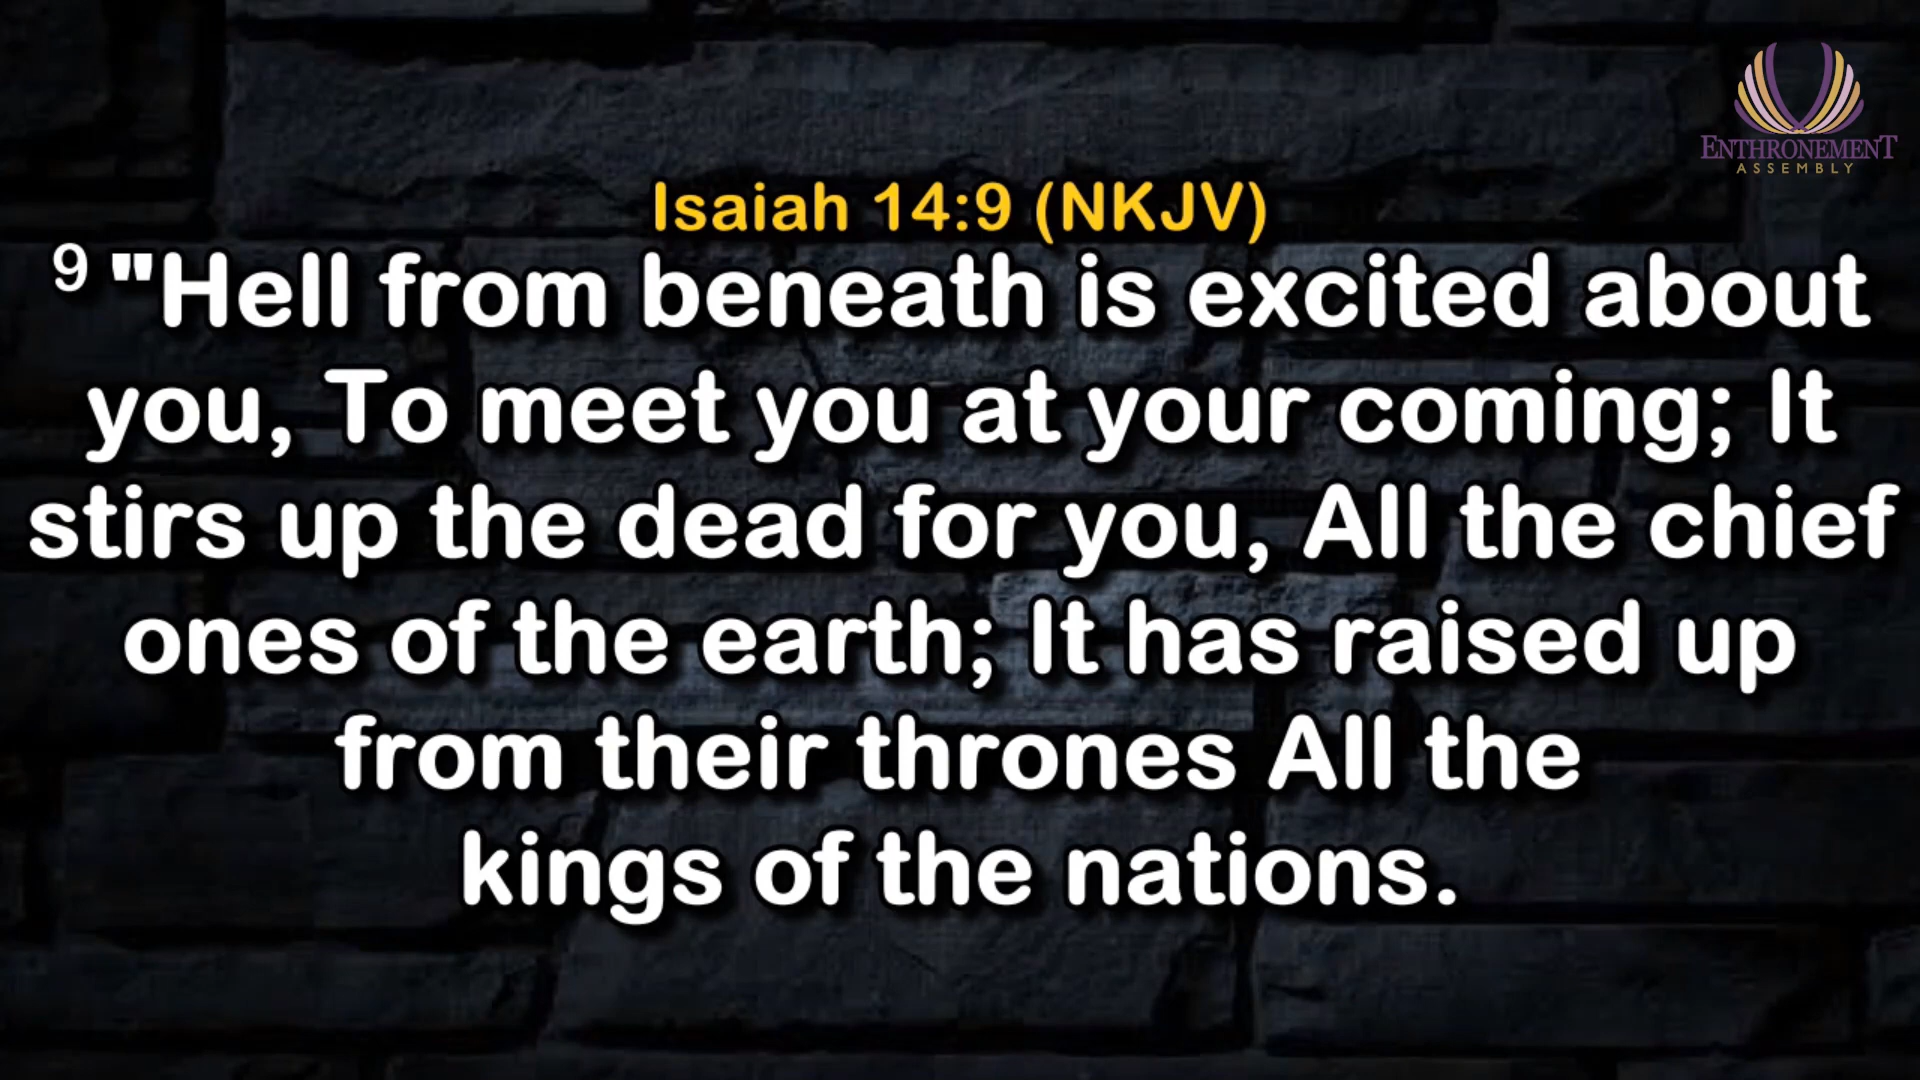 ENTHRONEMENT
ASSEMBLY
Isaiah 14:9 (NKJV)
9 "Hell from beneath is excited about
you, To meet you at your coming; It
stirs up the dead for you, All the chief
ones of the earth; It has raised up
from their thrones All the
kings of the nations.